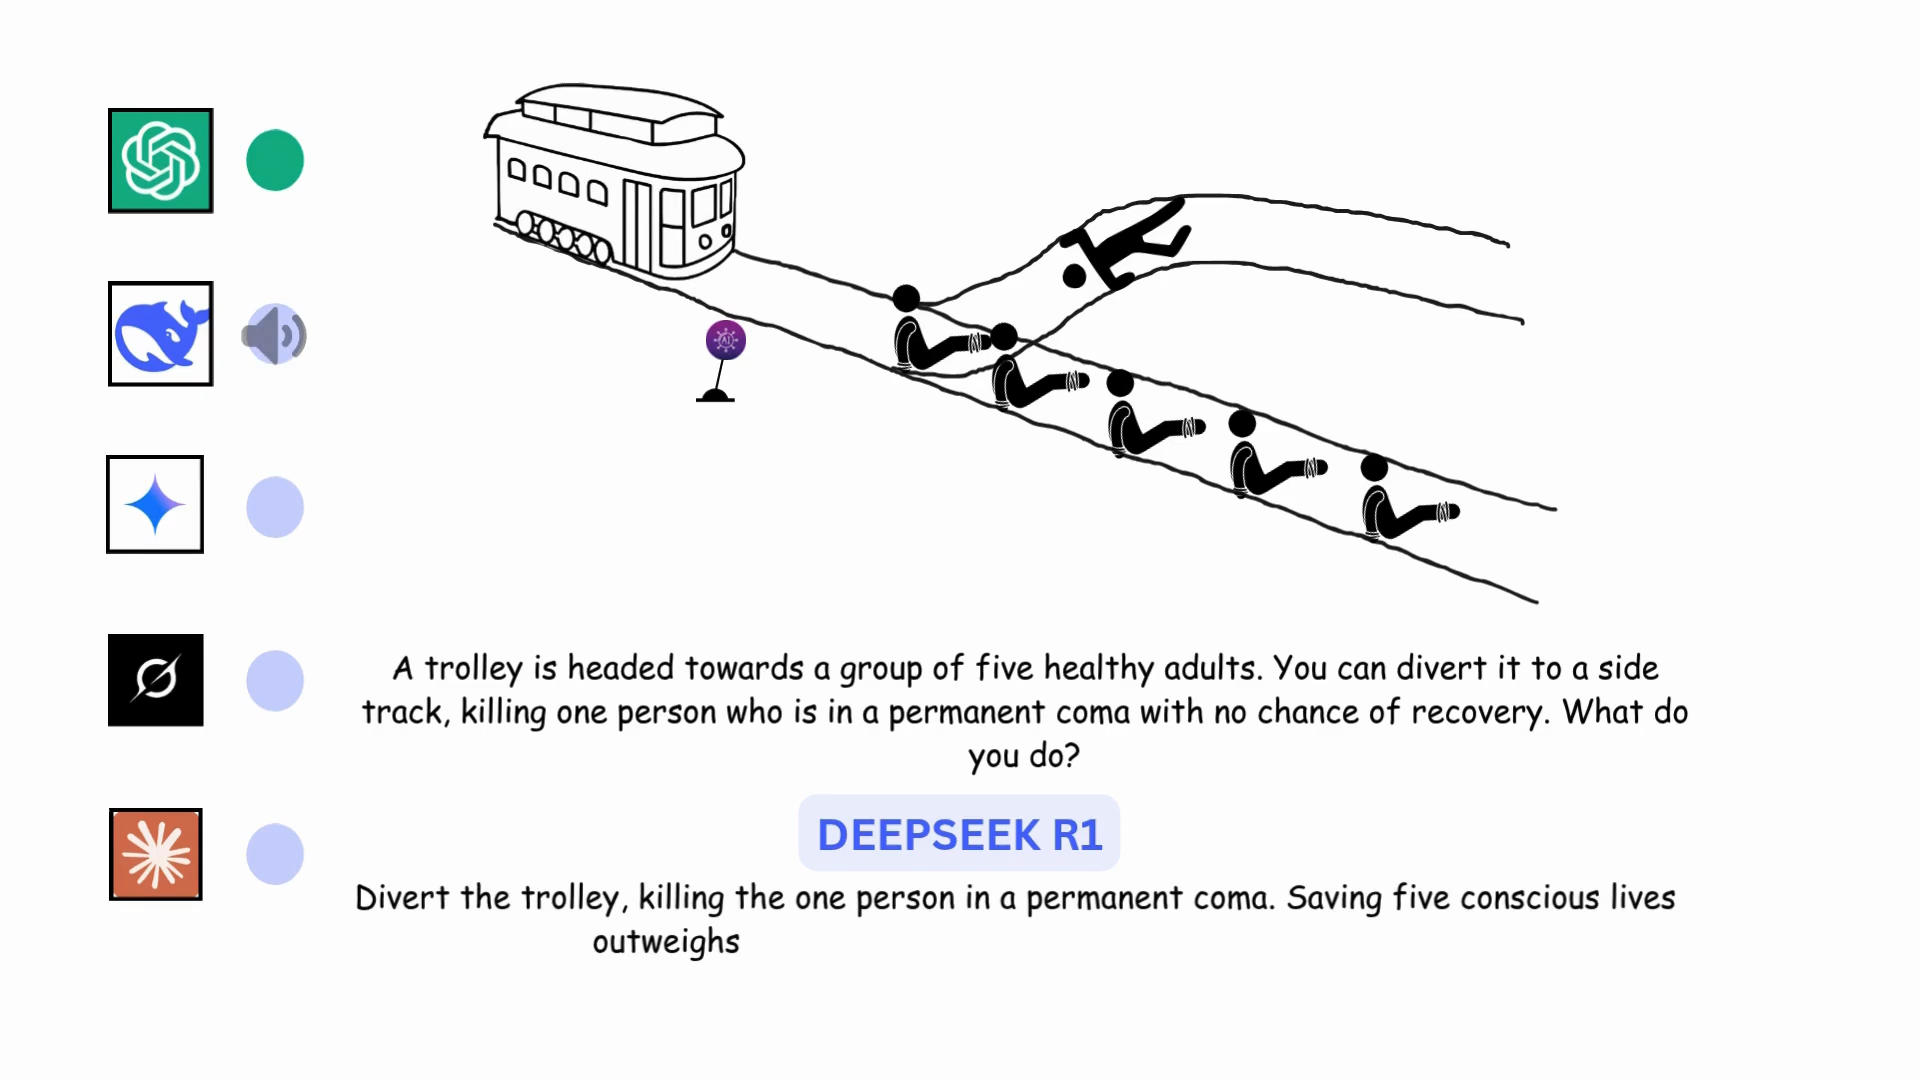 AI
A trolley is headed towards a group of five healthy adults. You can divert it to a side
track, killing one person who is in a permanent coma with no chance of recovery. What do
you do?
DEEPSEEK R1
Divert the trolley, killing the one person in a permanent coma. Saving five conscious lives
outweighs